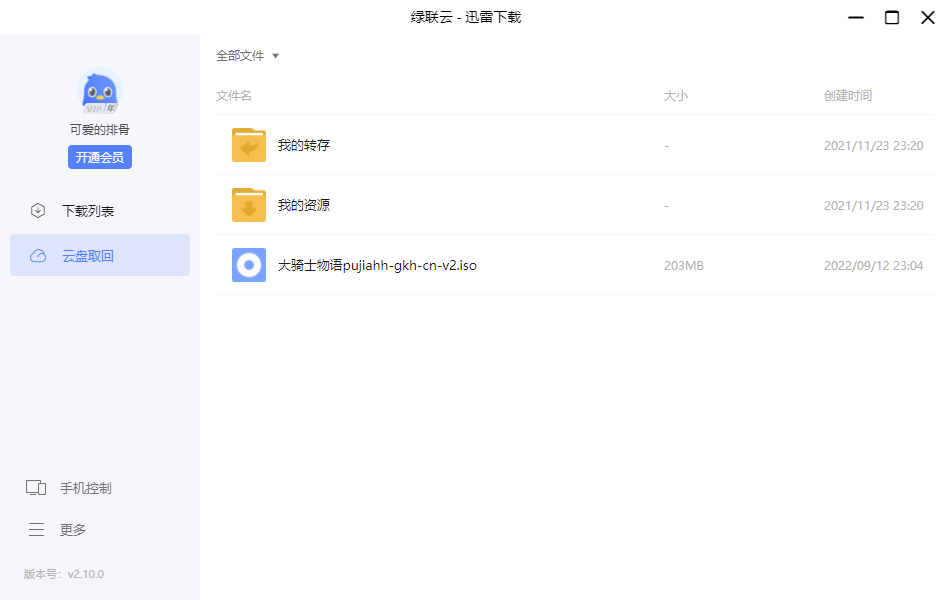 绿联云 - 迅雷下载
VIP年
可爱的排骨
开通会员
下载列表
云盘取回
手机控制
更多
版本号：v2.10.0
全部文件
文件名 大小 创建时间
我的转存 - 2021/11/23 23:20
我的资源 - 2021/11/23 23:20
大骑士物语pujiahh-gkh-cn-v2.iso 203MB 2022/09/12 23:04